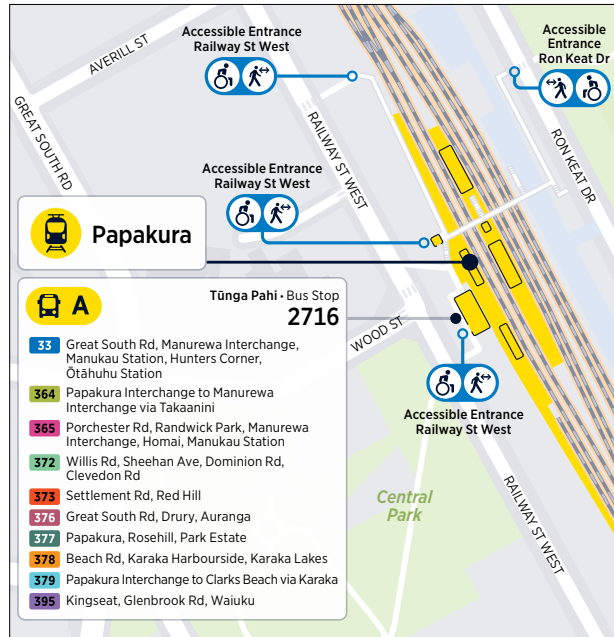 Accessible Entrance
Railway St West
Accessible
Entrance
Ron Keat Dr
AVERILL ST
GREAT SOUTH RD
RAILWAY ST WEST
RON KEAT DR
Accessible Entrance
Railway St West
Papakura
A
Tūnga Pahi • Bus Stop
2716
WOOD ST
33 Great South Rd, Manurewa Interchange,
Manukau Station, Hunters Corner,
Ōtāhuhu Station
364 Papakura Interchange to Manurewa
Interchange via Takaanini
365 Porchester Rd, Randwick Park, Manurewa
Interchange, Homai, Manukau Station
372 Willis Rd, Sheehan Ave, Dominion Rd,
Clevedon Rd
373 Settlement Rd, Red Hill
376 Great South Rd, Drury, Auranga
377 Papakura, Rosehill, Park Estate
378 Beach Rd, Karaka Harbourside, Karaka Lakes
379 Papakura Interchange to Clarks Beach via Karaka
395 Kingseat, Glenbrook Rd, Waiuku
Accessible Entrance
Railway St West
Central
Park
RAILWAY ST WEST